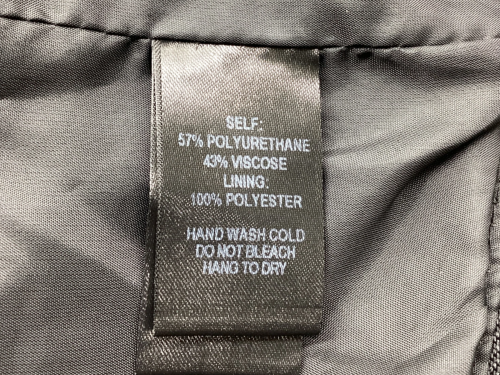 SELF:
57% POLYURETHANE
43% VISCOSE
LINING:
100% POLYESTER
HAND WASH COLD
DO NOT BLEACH
HANG TO DRY